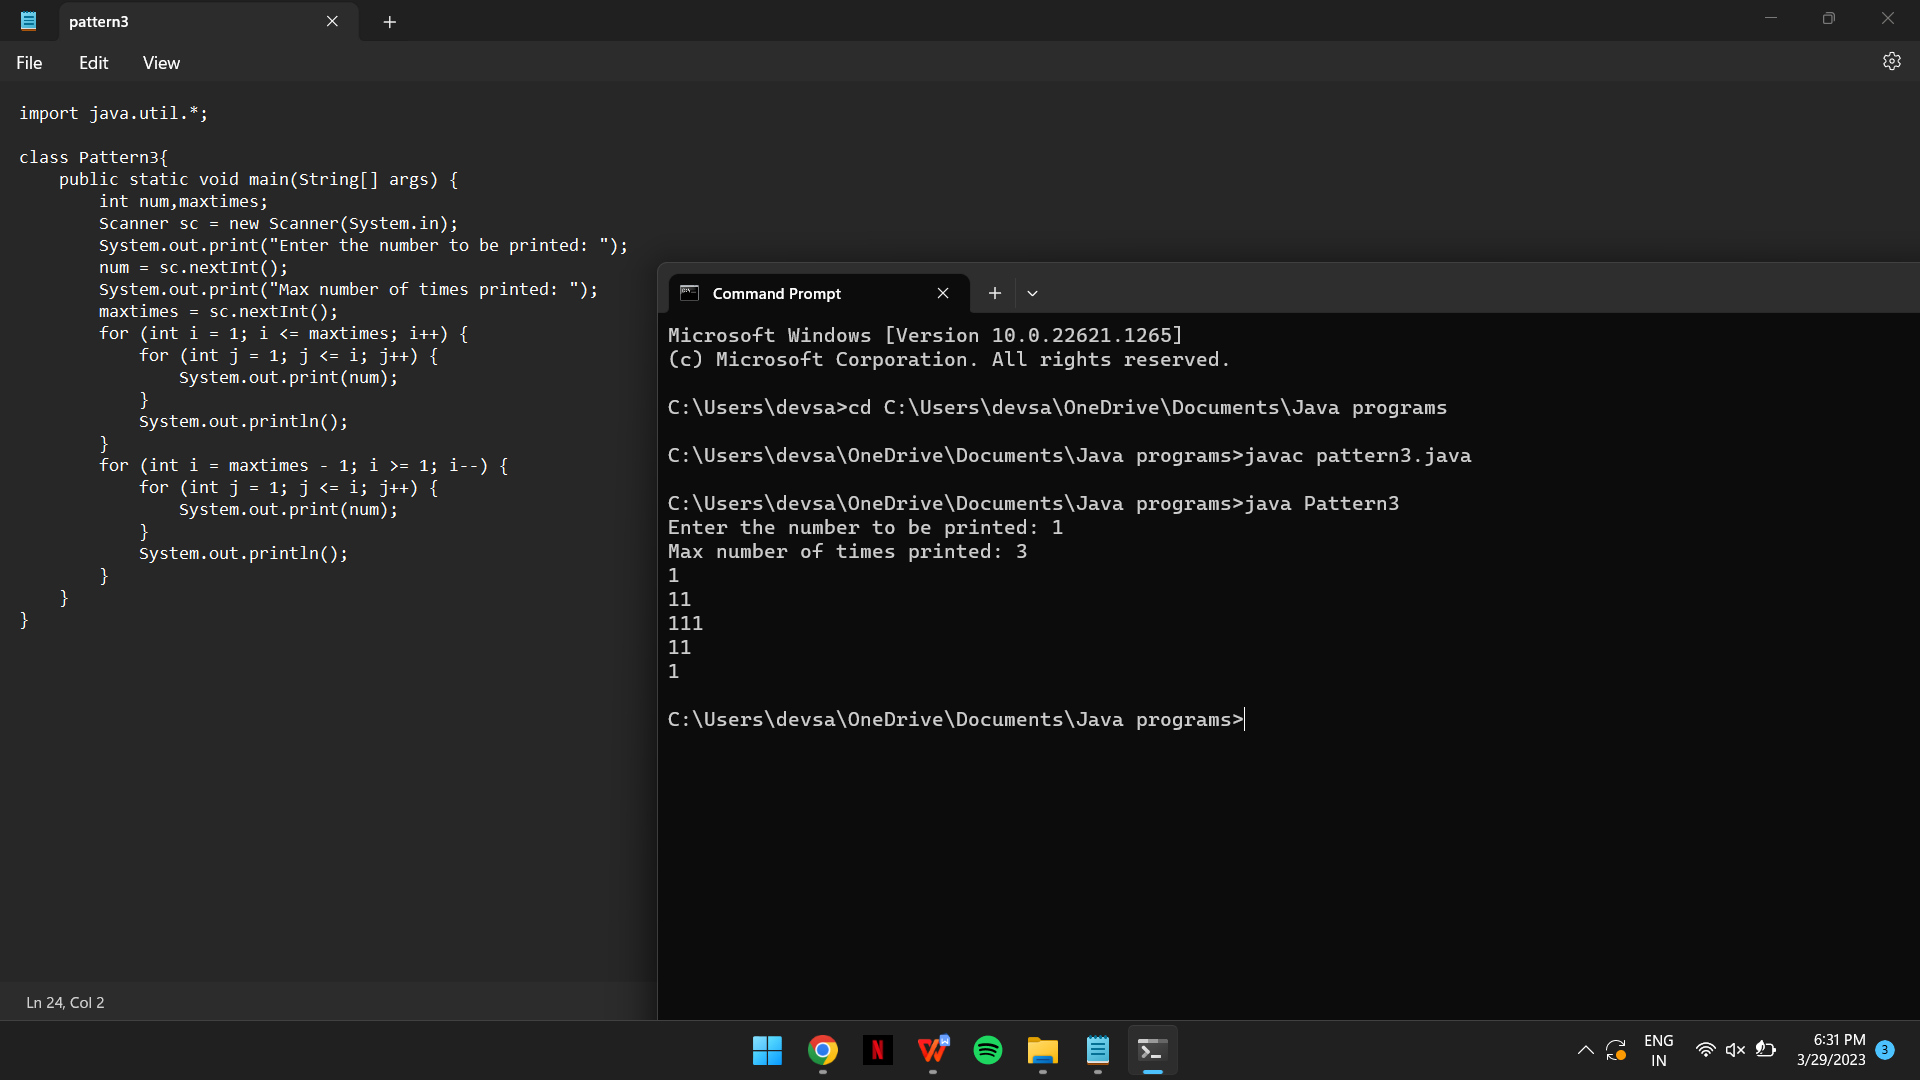 pattern3
File Edit View
import java.util.*;
class Pattern3{
    public static void main(String[] args) {
        int num,maxtimes;
        Scanner sc = new Scanner(System.in);
        System.out.print("Enter the number to be printed: ");
        num = sc.nextInt();
        System.out.print("Max number of times printed: ");
        maxtimes = sc.nextInt();
        for (int i = 1; i <= maxtimes; i++) {
            for (int j = 1; j <= i; j++) {
                System.out.print(num);
            }
            System.out.println();
        }
        for (int i = maxtimes - 1; i >= 1; i--) {
            for (int j = 1; j <= i; j++) {
                System.out.print(num);
            }
            System.out.println();
        }
    }
}
Ln 24, Col 2
Command Prompt
Microsoft Windows [Version 10.0.22621.1265]
(c) Microsoft Corporation. All rights reserved.
C:\Users\devsa>cd C:\Users\devsa\OneDrive\Documents\Java programs
C:\Users\devsa\OneDrive\Documents\Java programs>javac pattern3.java
C:\Users\devsa\OneDrive\Documents\Java programs>java Pattern3
Enter the number to be printed: 1
Max number of times printed: 3
1
11
111
11
1
C:\Users\devsa\OneDrive\Documents\Java programs>
N
W
ENG
IN
6:31 PM
3/29/2023
3